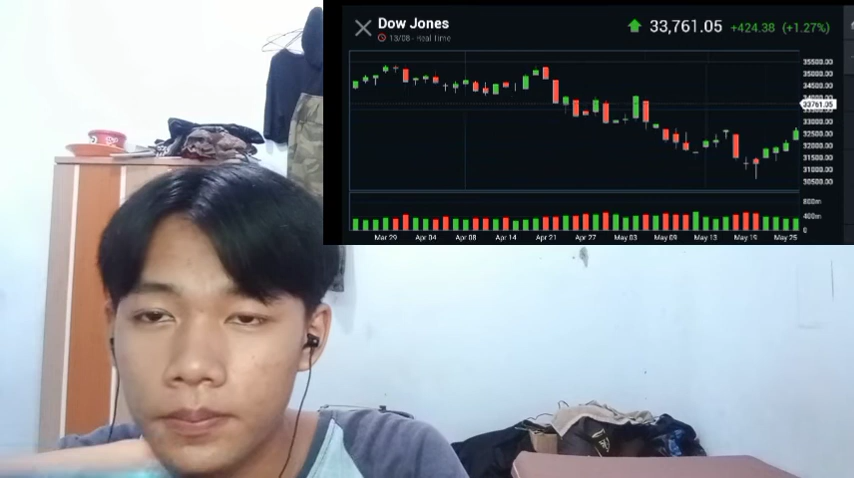 Dow Jones
33,761.05 +424.38 (+1.27%)
13/08 - Real Time
35500.00
34500.00
34000.00
33761.05
33000.00
32500.00
32000.00
31500.00
31000.00
30500.00
800m
400m
0
Mar 29 Apr 04 Apr 08 Apr 14 Apr 21 Apr 27 May 03 May 09 May 13 May 19 May 25